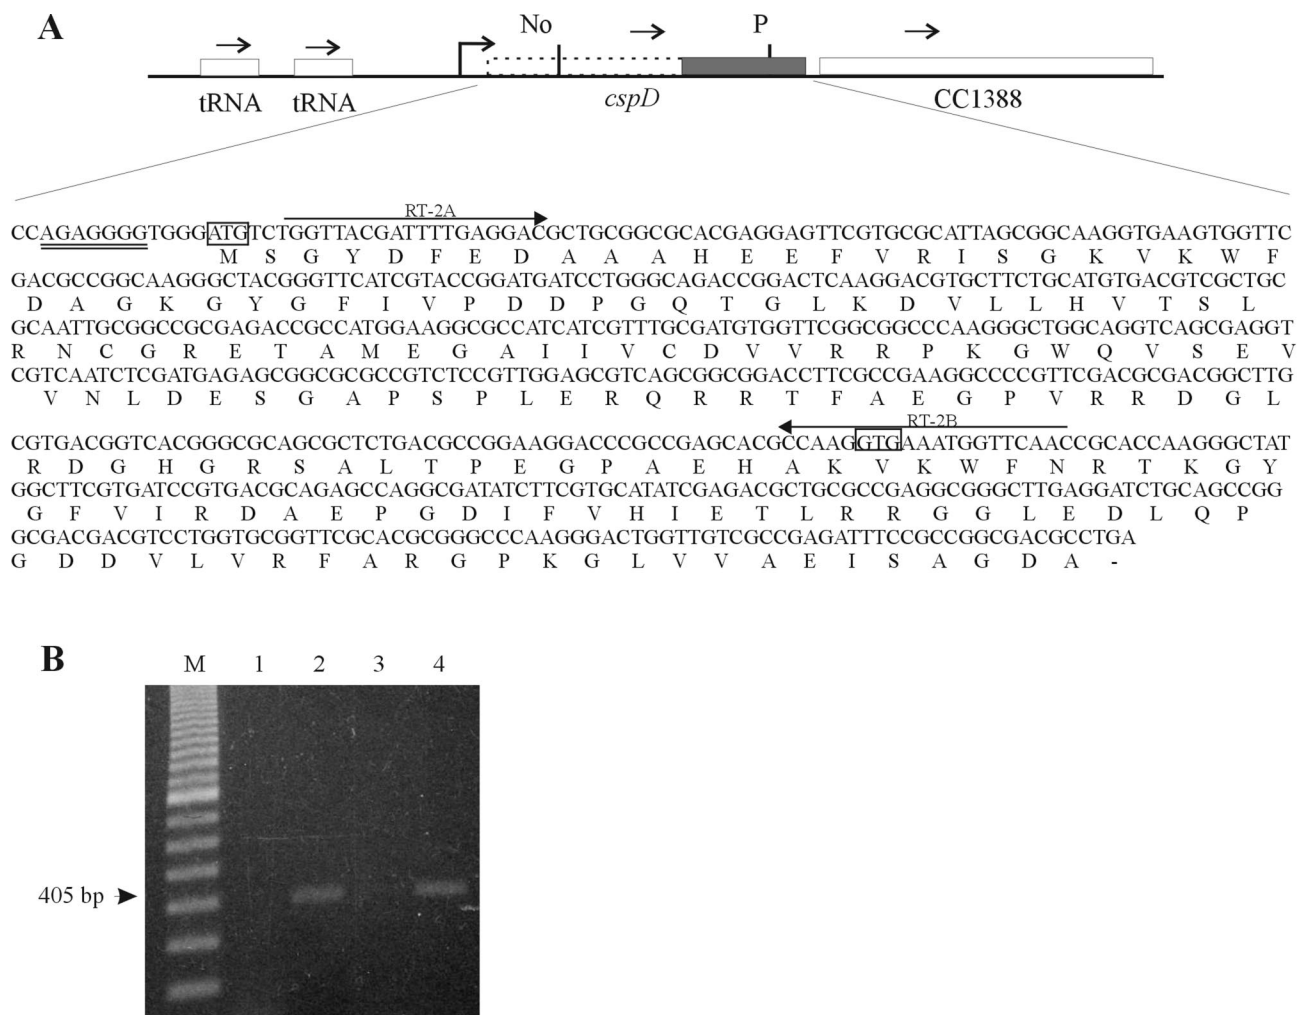 A
No
P
tRNA
tRNA
cspD
CC1388
RT-2A
CCAGAGGGGTGGGATGTCTGGTTACGATTTTGAGGACGCTGCGGCGCACGAGGAGTTCGTGCGCATTAGCGGCAAGGTGAAGTGGTTC
M S G Y D F E D A A A H E E F V R I S G K V K W F
GACGCCGGCAAGGGCTACGGGTTCATCGTACCGGATGATCCTGGGCAGACCGGACTCAAGGACGTGCTTCTGCATGTGACGTCGCTGC
D A G K G Y G F I V P D D P G Q T G L K D V L L H V T S L
GCAATTGCGGCCGCGAGACCGCCATGGAAGGCGCCATCATCGTTTGCGATGTGGTTCGGCGGCCCAAGGGCTGGCAGGTCAGCGAGGT
R N C G R E T A M E G A I I V C D V V R R P K G W Q V S E V
CGTCAATCTCGATGAGAGCGGCGCGCCGTCTCCGTTGGAGCGTCAGCGGCGGACCTTCGCCGAAGGCCCCGTTCGACGCGACGGCTTG
V N L D E S G A P S P L E R Q R R T F A E G P V R R D G L
RT-2B
CGTGACGGTCACGGGCGCAGCGCTCTGACGCCGGAAGGACCCGCCGAGCACGCCAAGGTGAAATGGTTCAACCGCACCAAGGGCTAT
R D G H G R S A L T P E G P A E H A K V K W F N R T K G Y
GGCTTCGTGATCCGTGACGCAGAGCCAGGCGATATCTTCGTGCATATCGAGACGCTGCGCCGAGGCGGGCTTGAGGATCTGCAGCCGG
G F V I R D A E P G D I F V H I E T L R R G G L E D L Q P
GCGACGACGTCCTGGTGCGGTTCGCACGCGGGCCCAAGGGACTGGTTGTCGCCGAGATTTCCGCCGGCGACGCCTGA
G D D V L V R F A R G P K G L V V A E I S A G D A -
B
M 1 2 3 4
405 bp